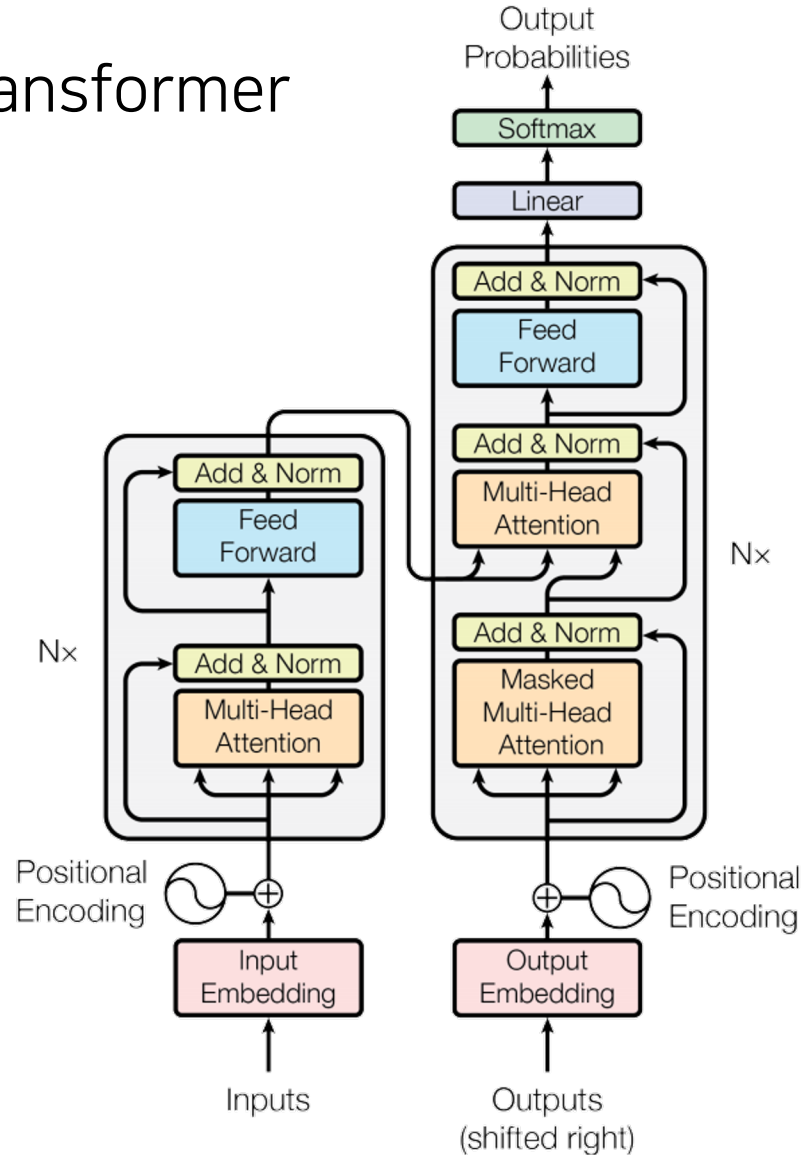 ansformer
Output
Probabilities
Softmax
Linear
Add & Norm
Feed
Forward
Add & Norm
Multi-Head
Attention
Add & Norm
Masked
Multi-Head
Attention
N×
Add & Norm
Feed
Forward
Add & Norm
Multi-Head
Attention
N×
Positional
Encoding
Positional
Encoding
Input
Embedding
Output
Embedding
Inputs
Outputs
(shifted right)